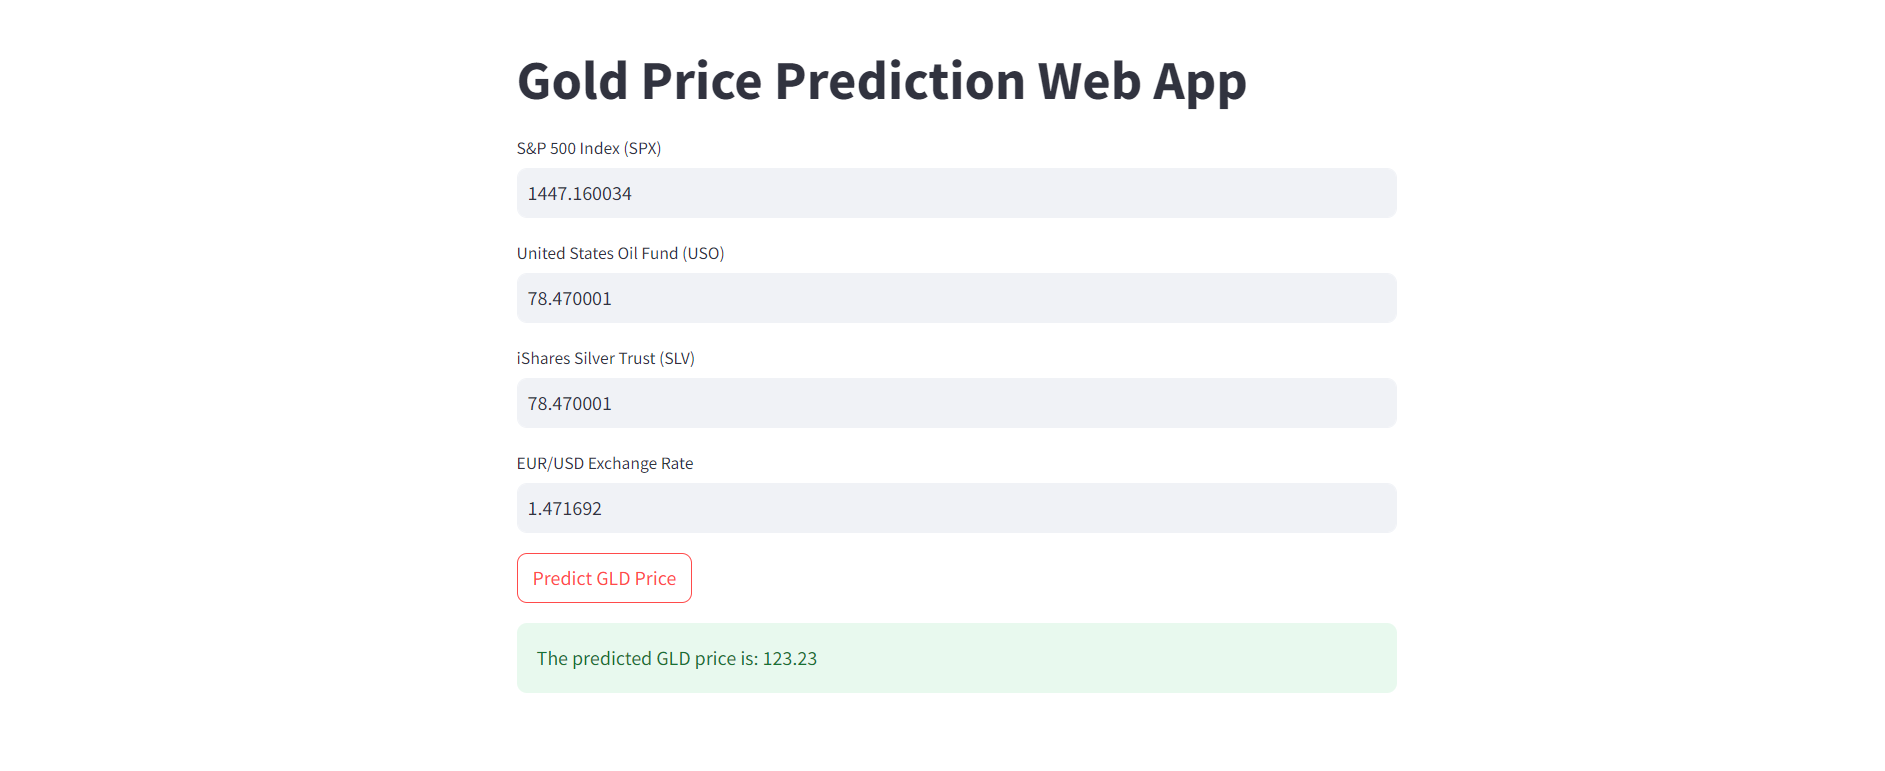 Gold Price Prediction Web App
S&P 500 Index (SPX)
1447.160034
United States Oil Fund (USO)
78.470001
iShares Silver Trust (SLV)
78.470001
EUR/USD Exchange Rate
1.471692
Predict GLD Price
The predicted GLD price is: 123.23